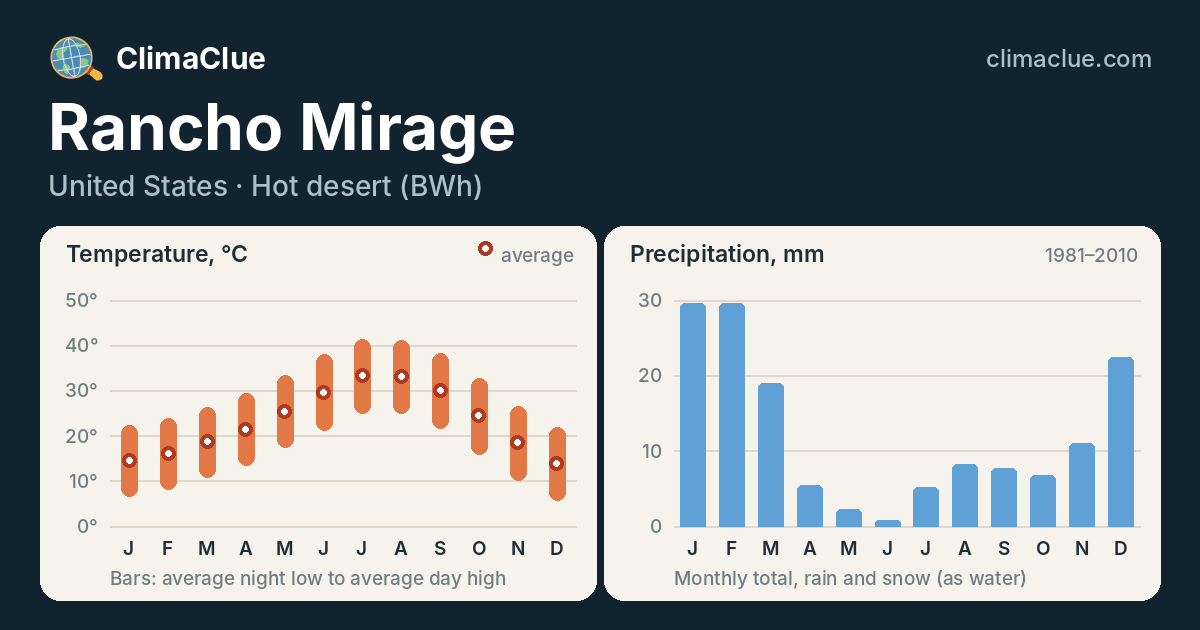 ClimaClue
climaclue.com
Rancho Mirage
United States · Hot desert (BWh)
Temperature, °C
average
50°
40°
30°
20°
10°
0°
J F M A M J J A S O N D
Bars: average night low to average day high
Precipitation, mm
1981–2010
30
20
10
0
J F M A M J J A S O N D
Monthly total, rain and snow (as water)